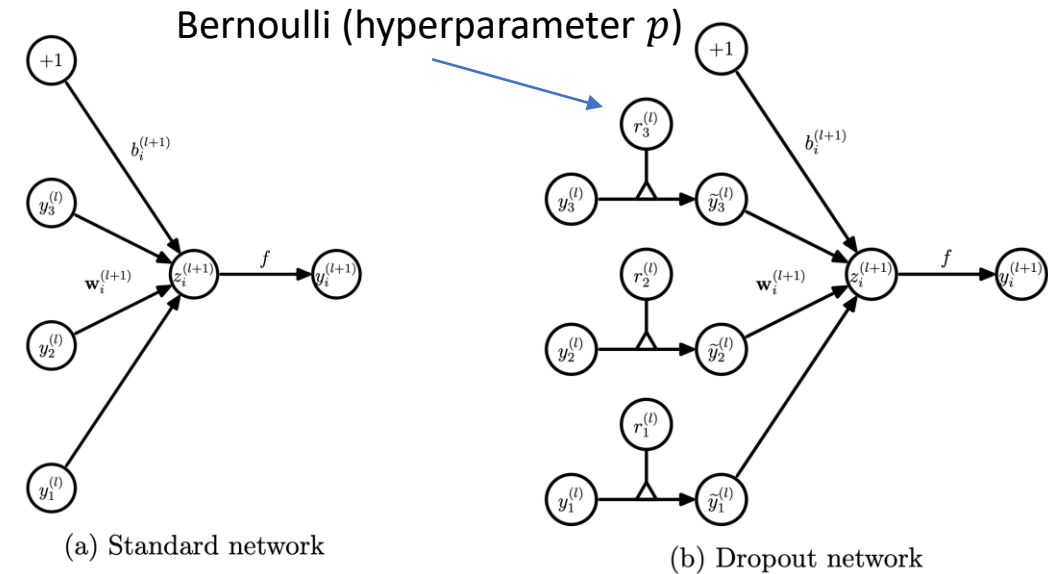 Bernoulli (hyperparameter 𝑝)
+1
b_i^{(l+1)}
y_3^{(l)}
w_i^{(l+1)}
z_i^{(l+1)}
f
y_i^{(l+1)}
y_2^{(l)}
y_1^{(l)}
(a) Standard network
+1
b_i^{(l+1)}
r_3^{(l)}
y_3^{(l)}
ỹ_3^{(l)}
r_2^{(l)}
w_i^{(l+1)}
z_i^{(l+1)}
f
y_i^{(l+1)}
y_2^{(l)}
ỹ_2^{(l)}
r_1^{(l)}
y_1^{(l)}
ỹ_1^{(l)}
(b) Dropout network